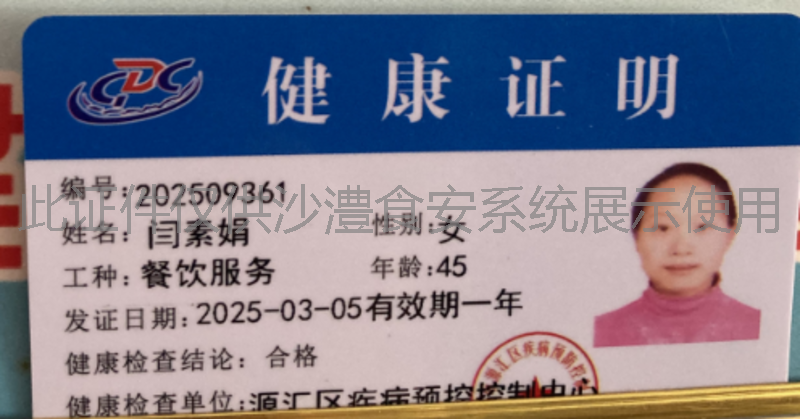 CDC
健康证明
编号:202509361
此证件仅供沙澧食安系统展示使用
姓名: 闫素娟 性别:女
工种: 餐饮服务 年龄:45
发证日期: 2025-03-05有效期一年
健康检查结论: 合格
健康检查单位:源汇区疾病预控控制中心